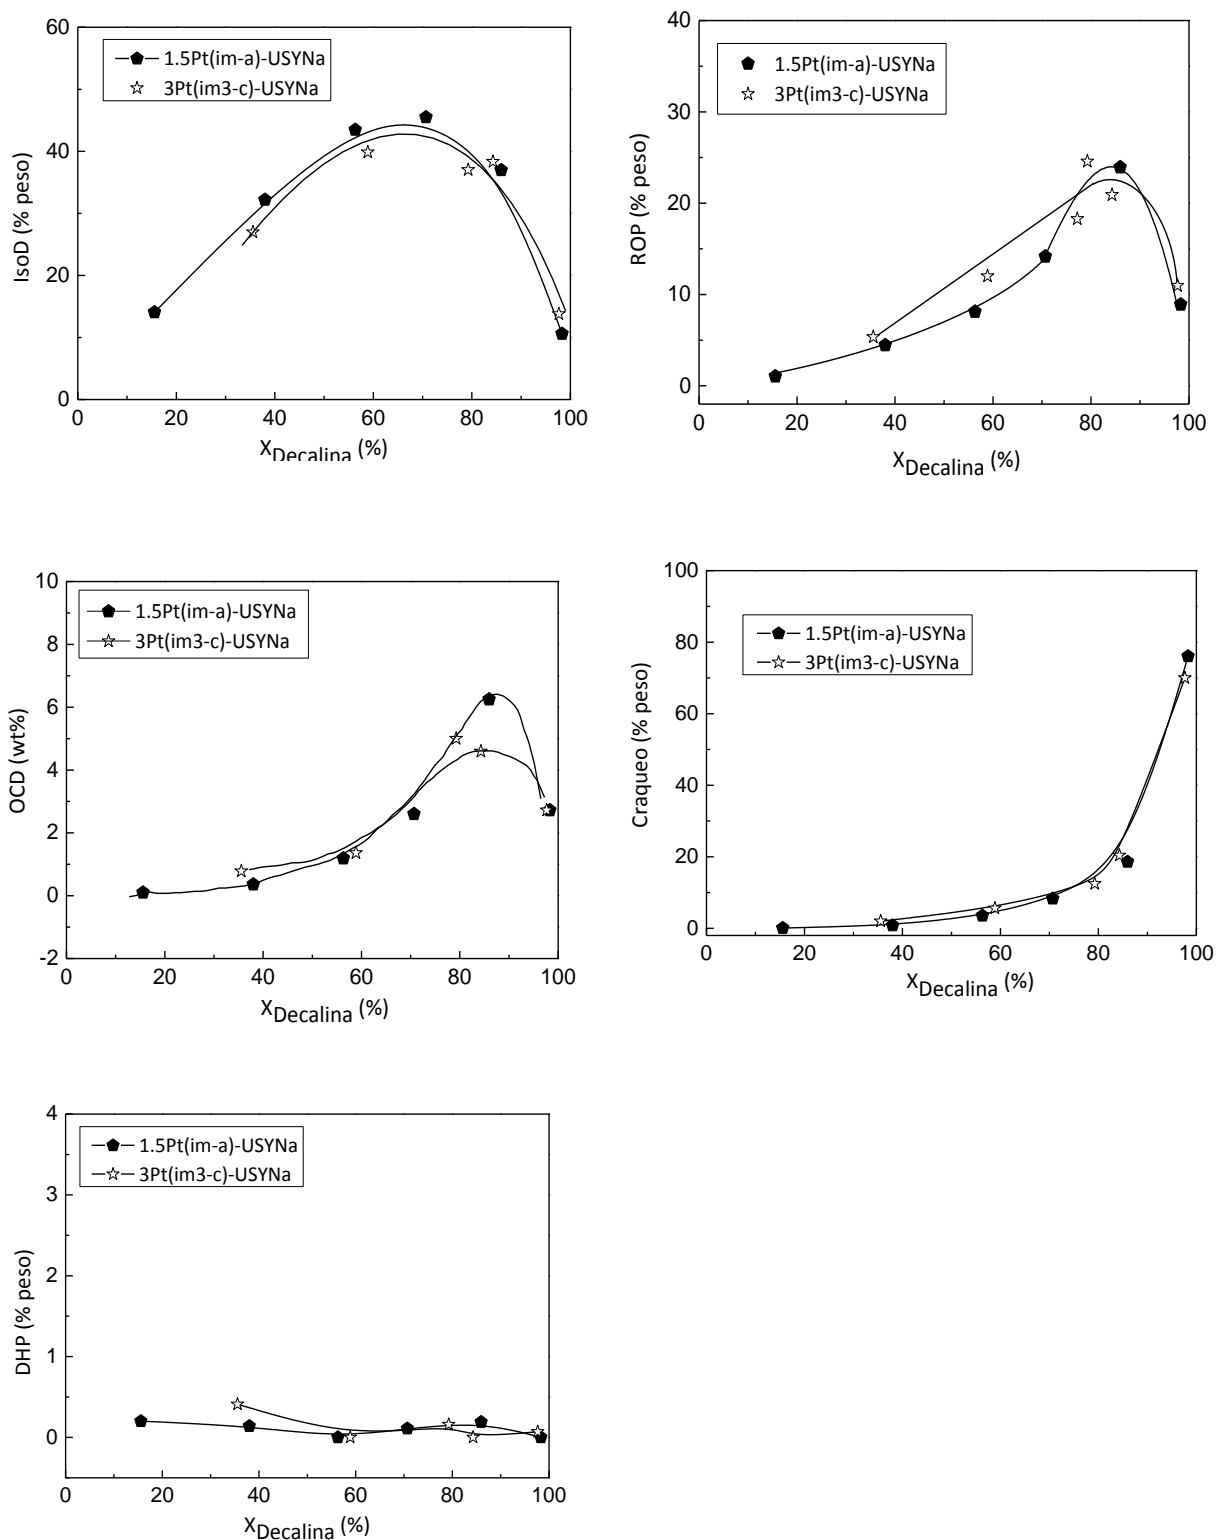 60
40
20
0
IsoD (% peso)
1.5Pt(im-a)-USYNa
3Pt(im3-c)-USYNa
0 20 40 60 80 100
XDecalina (%)
40
30
20
10
0
ROP (% peso)
1.5Pt(im-a)-USYNa
3Pt(im3-c)-USYNa
0 20 40 60 80 100
XDecalina (%)
10
8
6
4
2
0
-2
OCD (wt%)
1.5Pt(im-a)-USYNa
3Pt(im3-c)-USYNa
0 20 40 60 80 100
XDecalina (%)
100
80
60
40
20
0
Craqueo (% peso)
1.5Pt(im-a)-USYNa
3Pt(im3-c)-USYNa
0 20 40 60 80 100
XDecalina (%)
4
3
2
1
0
DHP (% peso)
1.5Pt(im-a)-USYNa
3Pt(im3-c)-USYNa
0 20 40 60 80 100
XDecalina (%)